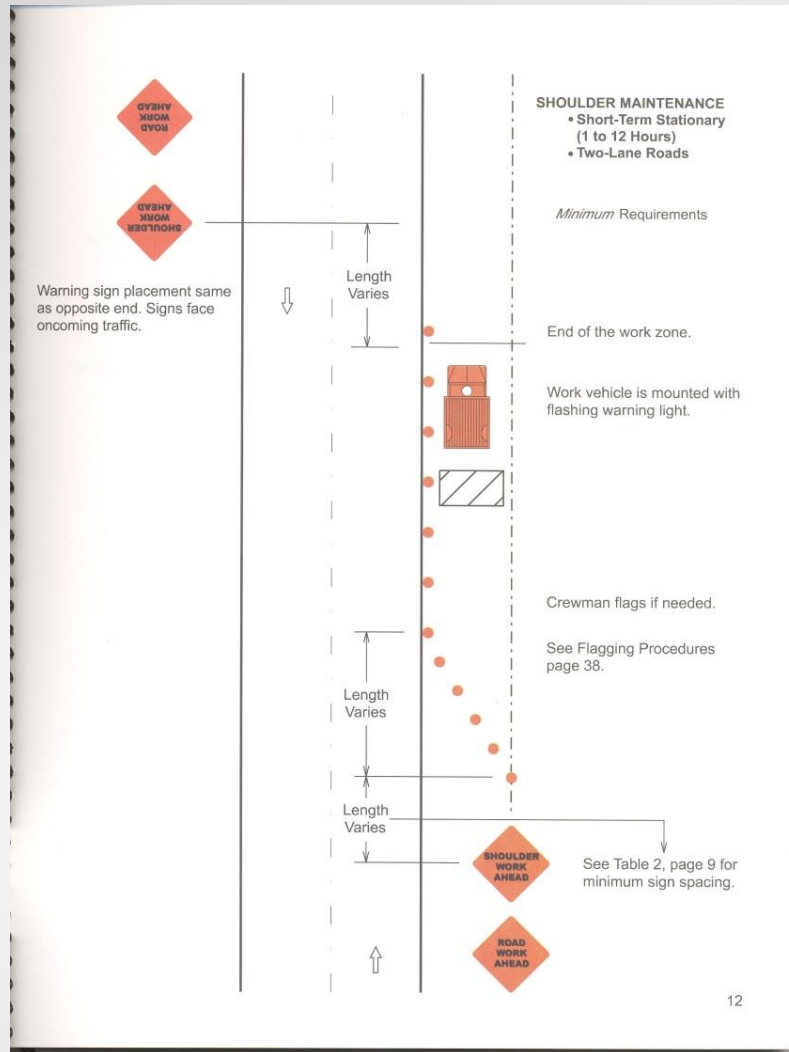 ROAD
WORK
AHEAD
SHOULDER
WORK
AHEAD
Warning sign placement same
as opposite end. Signs face
oncoming traffic.
SHOULDER MAINTENANCE
• Short-Term Stationary
(1 to 12 Hours)
• Two-Lane Roads
Minimum Requirements
Length
Varies
End of the work zone.
Work vehicle is mounted with
flashing warning light.
Crewman flags if needed.
See Flagging Procedures
page 38.
Length
Varies
Length
Varies
SHOULDER
WORK
AHEAD
See Table 2, page 9 for
minimum sign spacing.
ROAD
WORK
AHEAD
12